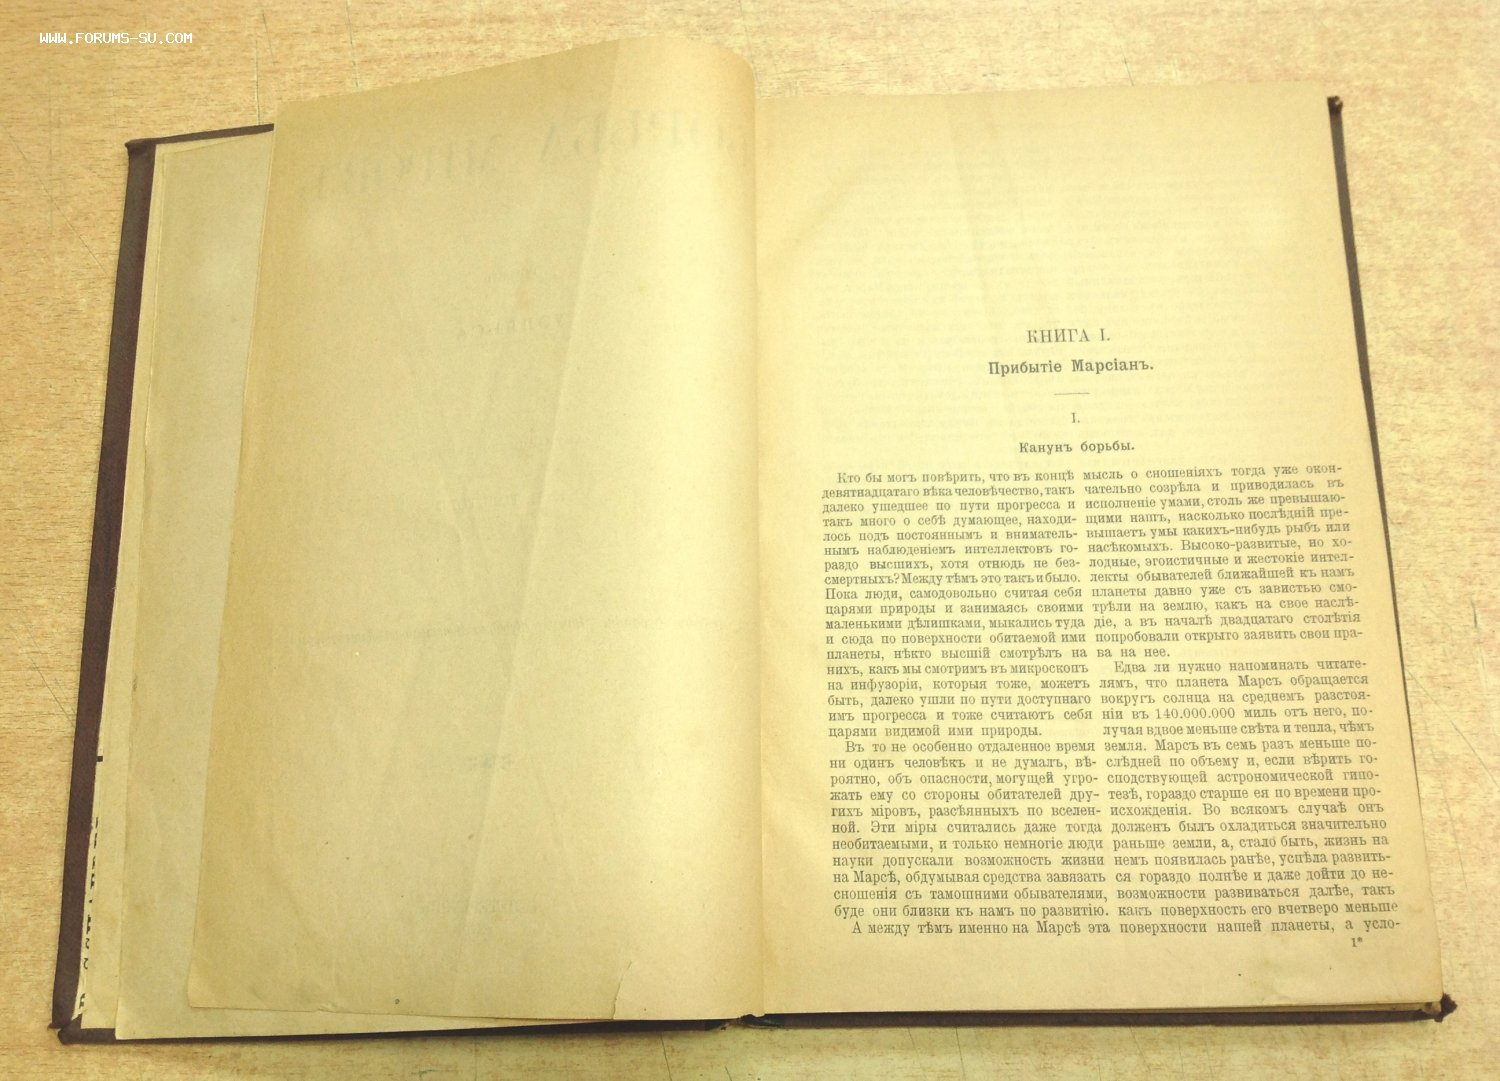 WWW.FORUMS-SU.COM
КНИГА I.
Прибытіе Марсіанъ.
I.
Канунъ борьбы.
Кто бы могъ повѣрить, что въ концѣ
девятнадцатаго вѣка человѣчество, такъ
далеко ушедшее по пути прогресса и
такъ много о себѣ думающее, находи-
лось подъ постояннымъ и вниматель-
нымъ наблюденіемъ интеллектовъ го-
раздо высшихъ, хотя отнюдь не без-
смертныхъ? Между тѣмъ это такъ и было.
Пока люди, самодовольно считая себя
царями природы и занимаясь своими
маленькими дѣлишками, мыкались туда
и сюда по поверхности обитаемой ими
планеты, нѣкто высшій смотрѣлъ на
нихъ, какъ мы смотримъ въ микроскопъ
на инфузоріи, которыя тоже, можетъ
быть, далеко ушли по пути доступнаго
имъ прогресса и тоже считаютъ себя
царями видимой ими природы.
Въ то не особенно отдаленное время
ни одинъ человѣкъ и не думалъ, вѣ-
роятно, объ опасности, могущей угро-
жать ему со стороны обитателей дру-
гихъ міровъ, разсѣянныхъ по вселен-
ной. Эти міры считались даже тогда
необитаемыми, и только немногіе люди
науки допускали возможность жизни
на Марсѣ, обдумывая средства завязать
сношенія съ тамошними обывателями,
буде они близки къ намъ по развитію.
А между тѣмъ именно на Марсѣ эта
мысль о сношеніяхъ тогда уже окон-
чательно созрѣла и приводилась въ
исполненіе умами, столь же превышаю-
щими нашъ, насколько послѣдній пре-
вышаетъ умы какихъ-нибудь рыбъ или
насѣкомыхъ. Высоко-развитые, но хо-
лодные, эгоистичные и жестокіе интел-
лекты обывателей ближайшей къ намъ
планеты давно уже съ завистью смо-
трѣли на землю, какъ на свое наслѣ-
діе, а въ началѣ двадцатаго столѣтія
попробовали открыто заявить свои пра-
ва на нее.
Едва ли нужно напоминать читате-
лямъ, что планета Марсъ обращается
вокругъ солнца на среднемъ разстоя-
ніи въ 140.000.000 миль отъ него, по-
лучая вдвое меньше свѣта и тепла, чѣмъ
земля. Марсъ въ семь разъ меньше по-
слѣдней по объему и, если вѣрить го-
сподствующей астрономической гипо-
тезѣ, гораздо старше ея по времени про-
исхожденія. Во всякомъ случаѣ онъ
долженъ былъ охладиться значительно
раньше земли, а, стало быть, жизнь на
немъ появилась ранѣе, успѣла развить-
ся гораздо полнѣе и даже дойти до не-
возможности развиваться далѣе, такъ
какъ поверхность его вчетверо меньше
поверхности нашей планеты, а усло-
1*